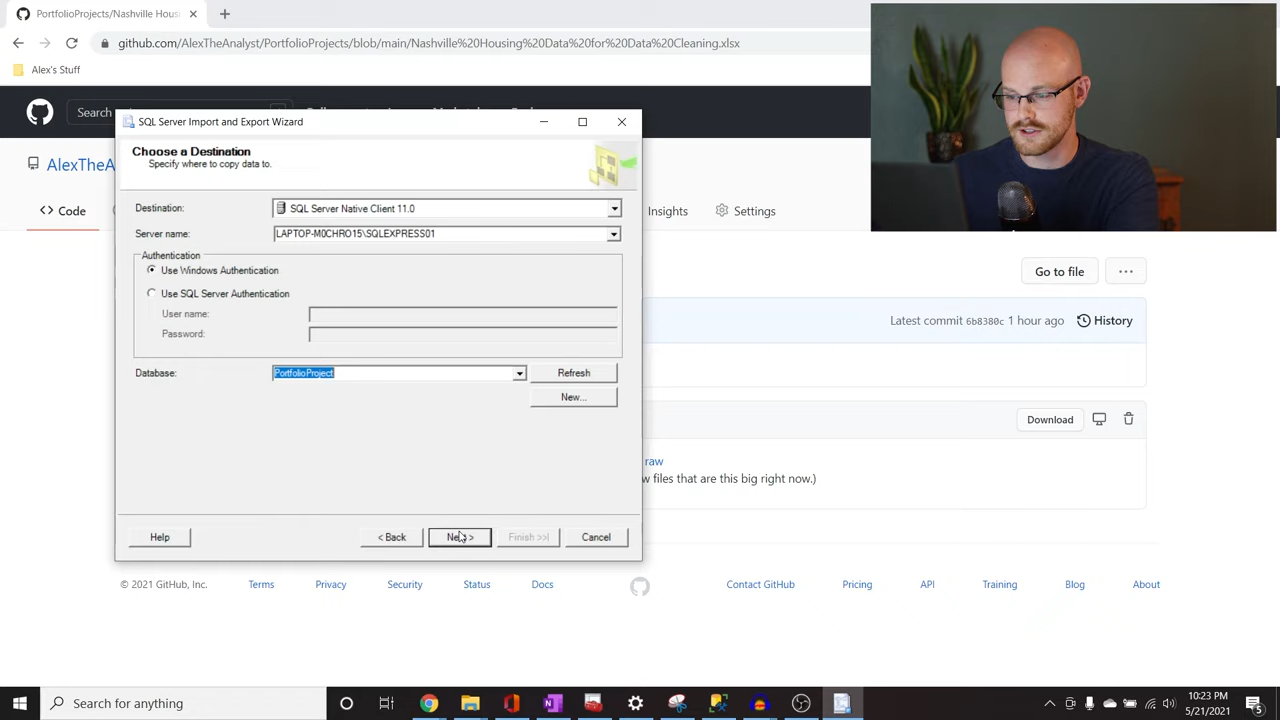 PortfolioProjects/Nashville Hous
github.com/AlexTheAnalyst/PortfolioProjects/blob/main/Nashville%20Housing%20Data%20for%20Data%20Cleaning.xlsx
Alex's Stuff
Search
SQL Server Import and Export Wizard
Choose a Destination
Specify where to copy data to.
AlexTheA
Destination:
SQL Server Native Client 11.0
Code
Insights
Settings
Server name:
LAPTOP-M0CHRO15\SQLEXPRESS01
Authentication
Use Windows Authentication
Go to file
Use SQL Server Authentication
User name:
Latest commit 6b8380c 1 hour ago
History
Password:
Database:
PortfolioProject
Refresh
New...
Download
raw
w files that are this big right now.)
Help
< Back
Finish >>|
Cancel
© 2021 GitHub, Inc.
Terms
Privacy
Security
Status
Docs
Contact GitHub
Pricing
API
Training
Blog
About
Search for anything
10:23 PM
5/21/2021
5